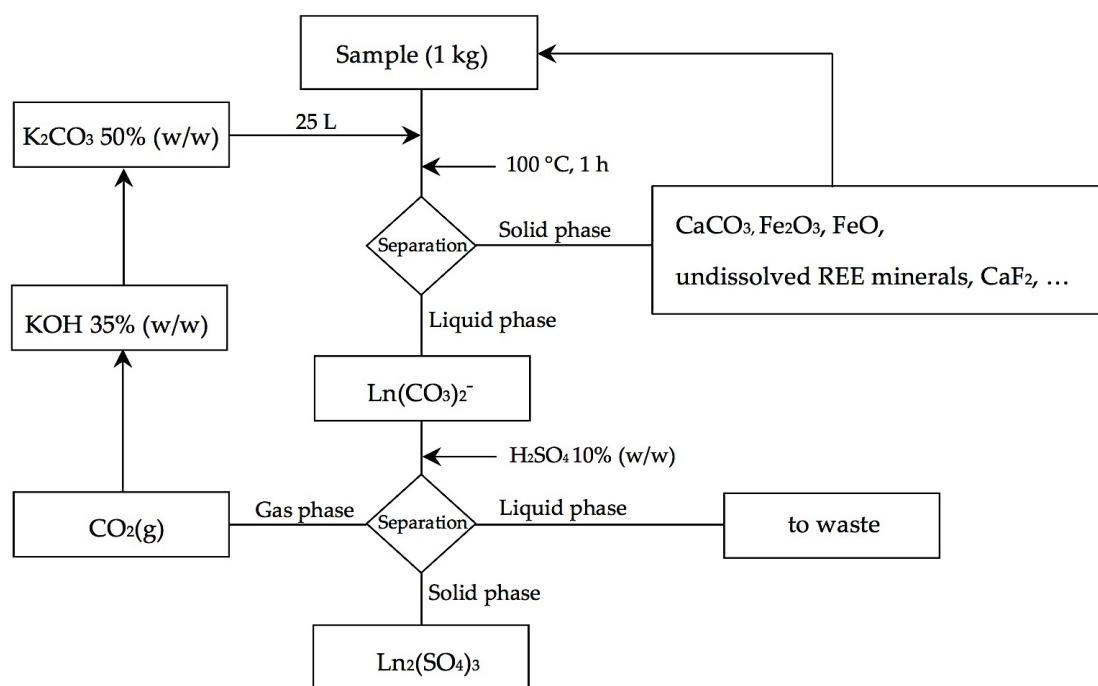 Sample (1 kg)
K₂CO₃ 50% (w/w)
25 L
100 °C, 1 h
Separation
Solid phase
CaCO₃, Fe₂O₃, FeO,
undissolved REE minerals, CaF₂, …
KOH 35% (w/w)
Liquid phase
Ln(CO₃)₂⁻
H₂SO₄ 10% (w/w)
CO₂(g)
Gas phase
Separation
Liquid phase
to waste
Solid phase
Ln₂(SO₄)₃